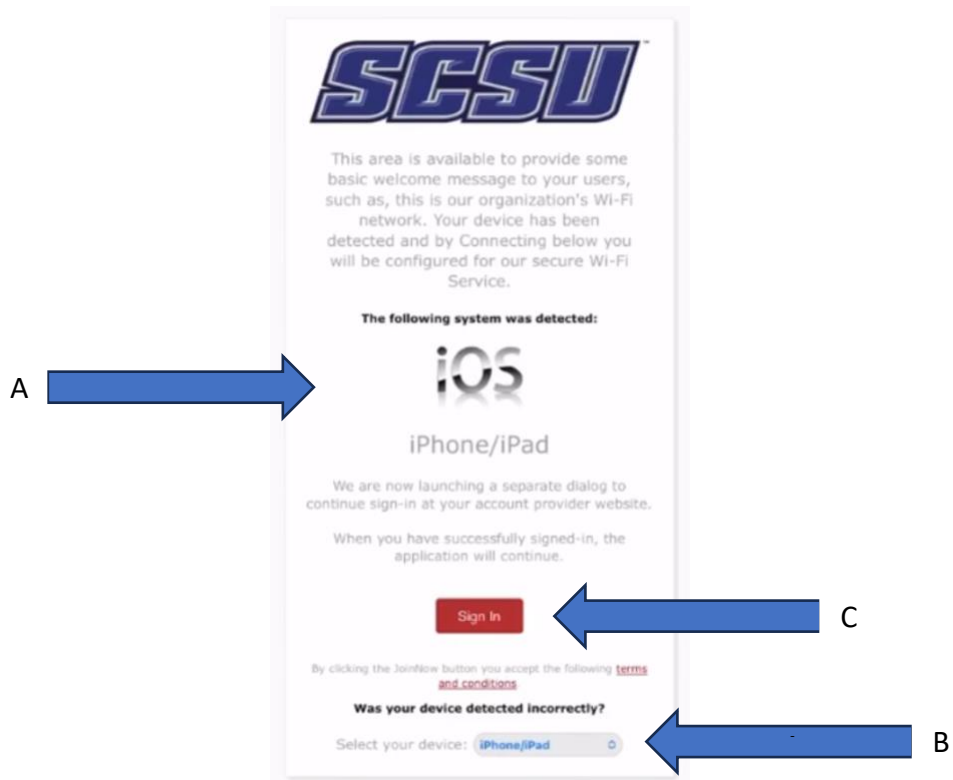 SCSU
™
This area is available to provide some
basic welcome message to your users,
such as, this is our organization's Wi-Fi
network. Your device has been
detected and by Connecting below you
will be configured for our secure Wi-Fi
Service.
The following system was detected:
A
iOS
iPhone/iPad
We are now launching a separate dialog to
continue sign-in at your account provider website.
When you have successfully signed-in, the
application will continue.
Sign In
C
By clicking the JoinNow button you accept the following terms
and conditions
Was your device detected incorrectly?
Select your device: iPhone/iPad
-
B